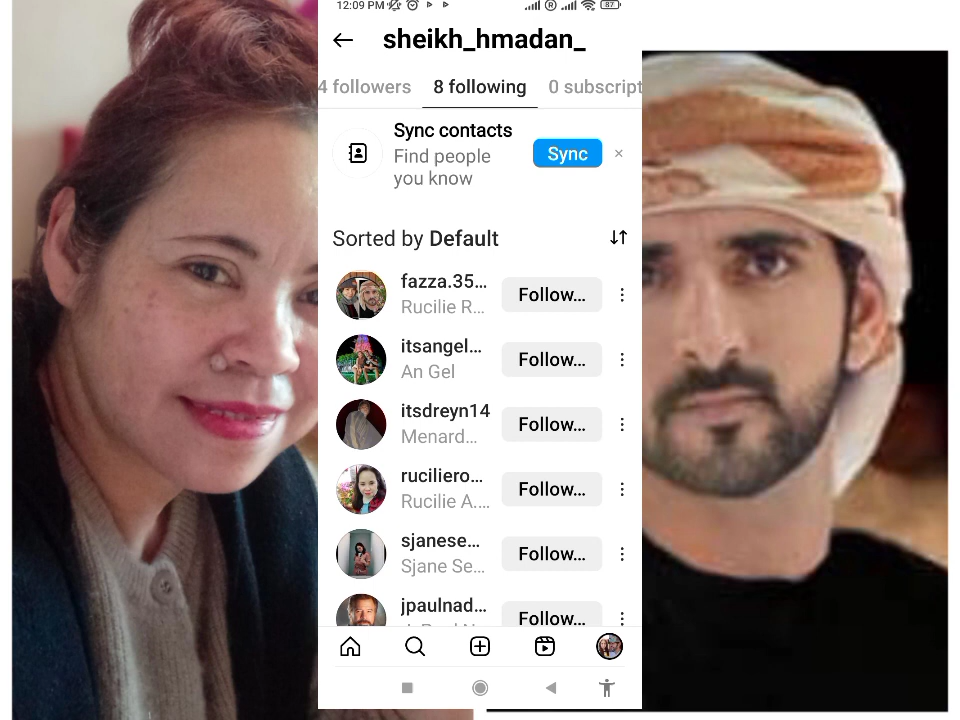 12:09 PM 87
sheikh_hmadan_
4 followers 8 following 0 subscript
Sync contacts
Find people
you know
Sync
Sorted by Default
fazza.35...
Rucilie R...
Follow...
itsangel...
An Gel
Follow...
itsdreyn14
Menard...
Follow...
ruciliero...
Rucilie A....
Follow...
sjanese...
Sjane Se...
Follow...
jpaulnad...
Follow...